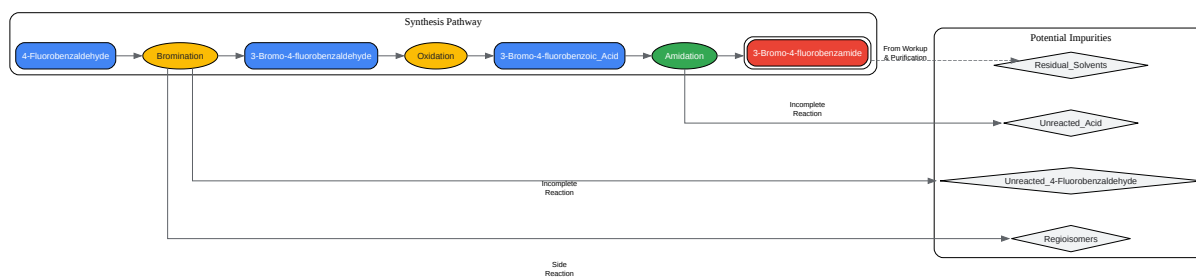 Synthesis Pathway
4-Fluorobenzaldehyde
Bromination
3-Bromo-4-fluorobenzaldehyde
Oxidation
3-Bromo-4-fluorobenzoic_Acid
Amidation
3-Bromo-4-fluorobenzamide
From Workup
& Purification
Potential Impurities
Residual_Solvents
Incomplete
Reaction
Unreacted_Acid
Incomplete
Reaction
Unreacted_4-Fluorobenzaldehyde
Regioisomers
Side
Reaction